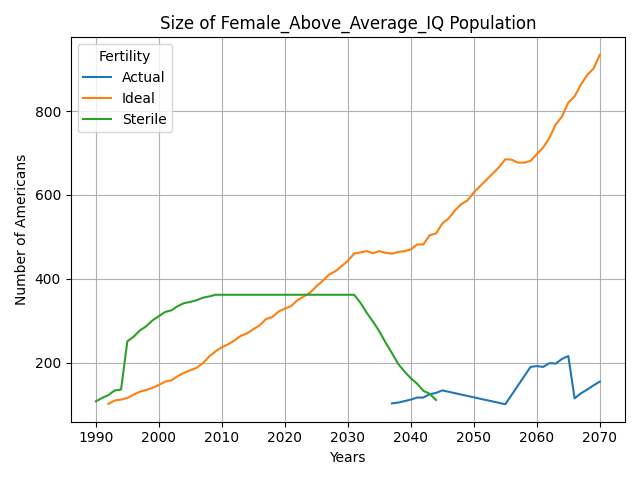 Size of Female_Above_Average_IQ Population
Fertility
Actual
Ideal
Sterile
Number of Americans
800
600
400
200
1990 2000 2010 2020 2030 2040 2050 2060 2070
Years